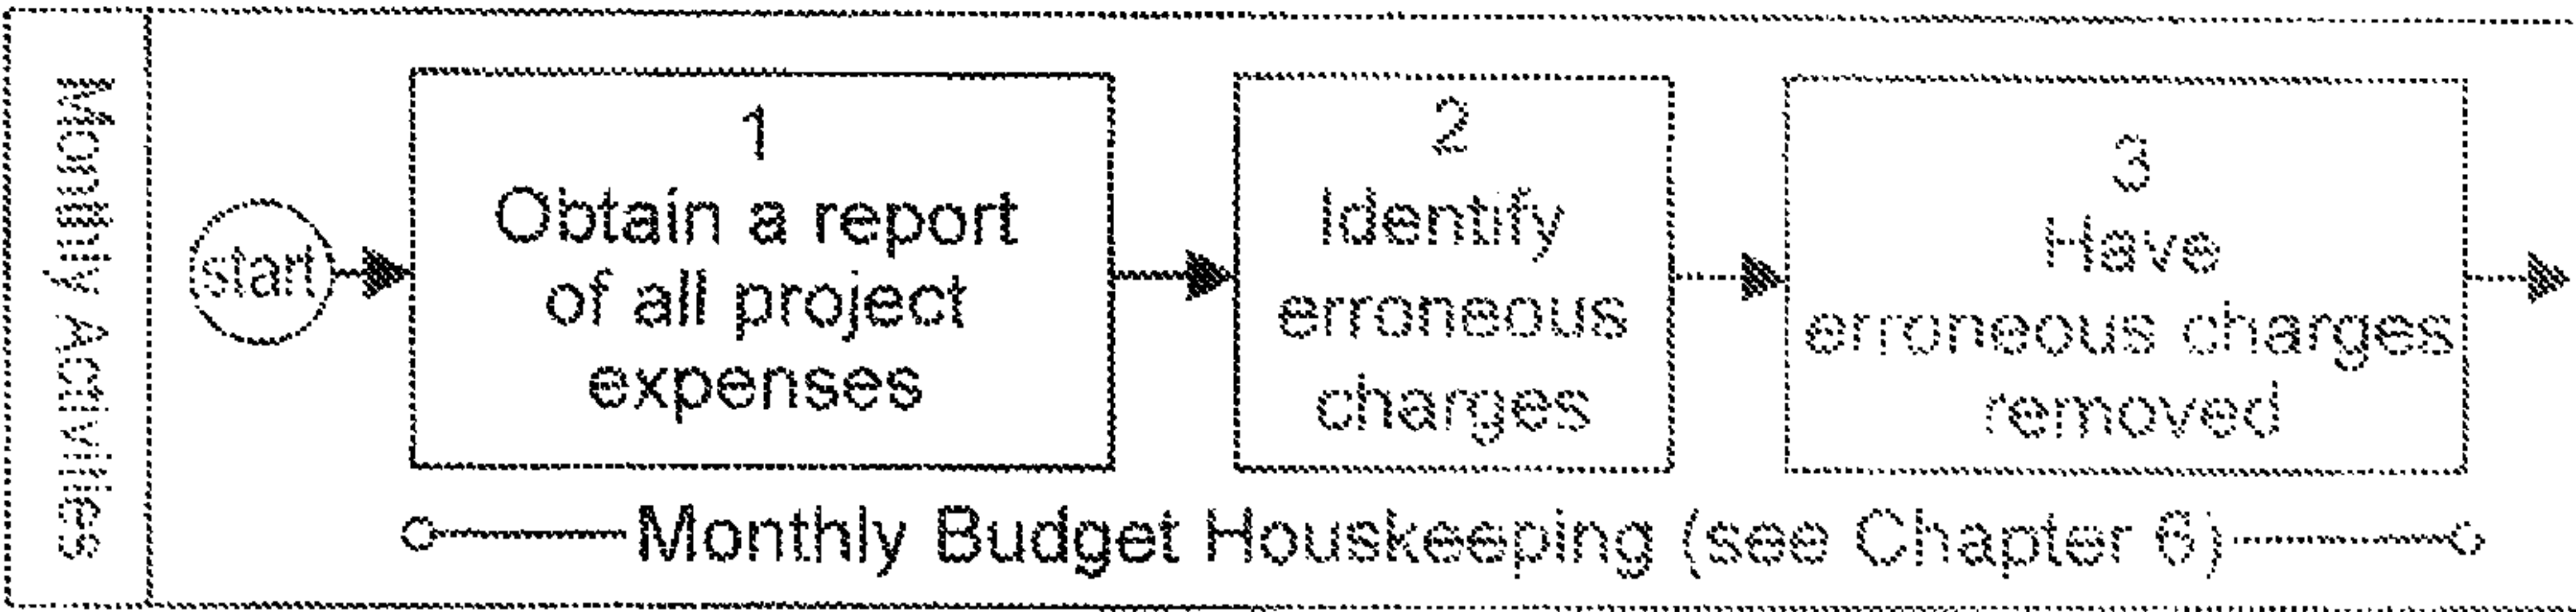 Monthly Activities
start
1
Obtain a report
of all project
expenses
2
Identify
erroneous
charges
3
Have
erroneous charges
removed
Monthly Budget Houskeeping (see Chapter 6)